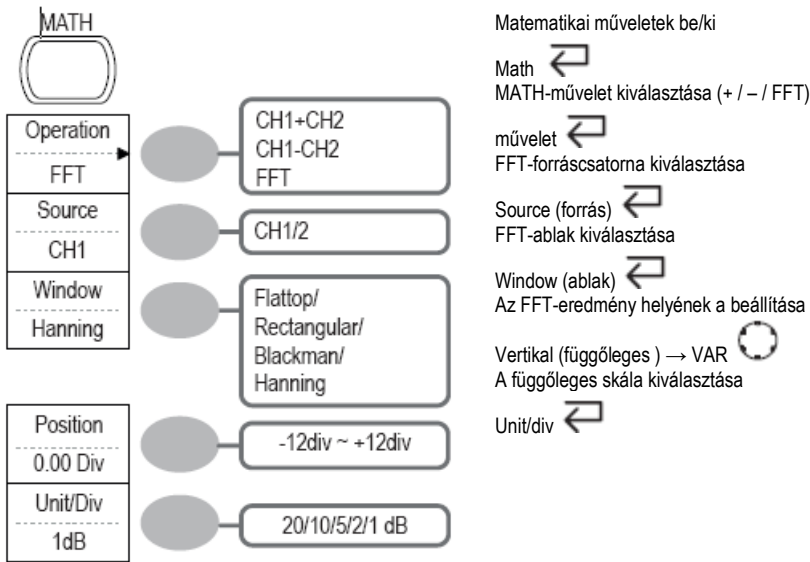 MATH
Operation
FFT
Source
CH1
Window
Hanning
Position
0.00 Div
Unit/Div
1dB
CH1+CH2
CH1-CH2
FFT
CH1/2
Flattop/
Rectangular/
Blackman/
Hanning
-12div ~ +12div
20/10/5/2/1 dB
Matematikai műveletek be/ki
Math
MATH-művelet kiválasztása (+ / – / FFT)
művelet
FFT-forráscsatorna kiválasztása
Source (forrás)
FFT-ablak kiválasztása
Window (ablak)
Az FFT-eredmény helyének a beállítása
Vertikal (függőleges ) → VAR
A függőleges skála kiválasztása
Unit/div